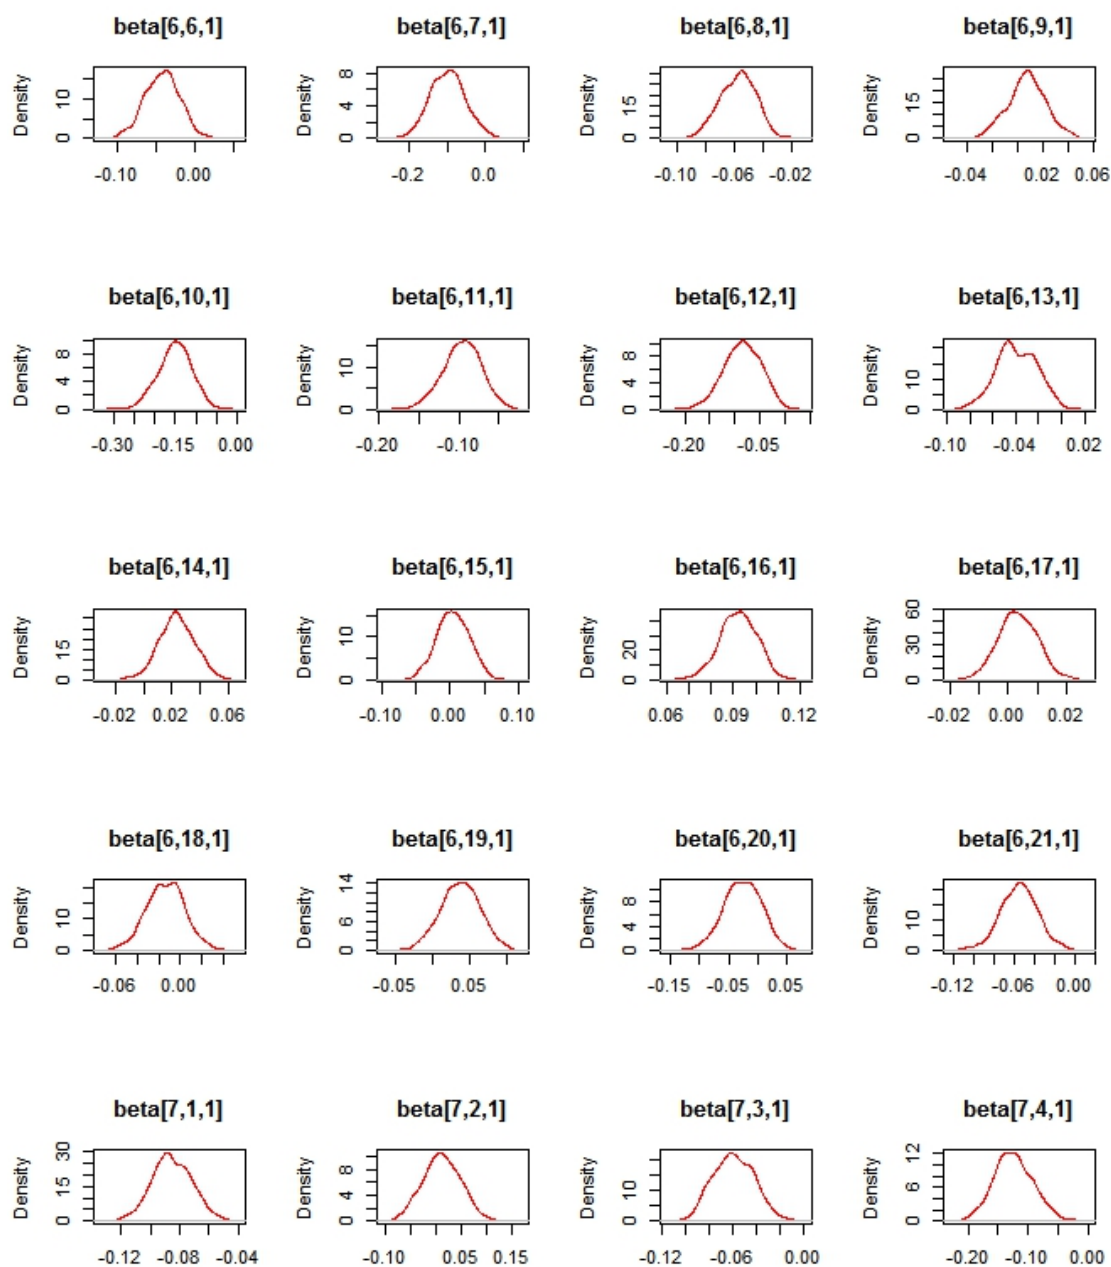 beta[6,6,1] beta[6,7,1] beta[6,8,1] beta[6,9,1]
Density 0 10 Density 0 4 8 Density 0 15 Density 0 15
-0.10 0.00 -0.2 0.0 -0.10 -0.06 -0.02 -0.04 0.02 0.06
beta[6,10,1] beta[6,11,1] beta[6,12,1] beta[6,13,1]
Density 0 4 8 Density 0 10 Density 0 4 8 Density 0 10
-0.30 -0.15 0.00 -0.20 -0.10 -0.20 -0.05 -0.10 -0.04 0.02
beta[6,14,1] beta[6,15,1] beta[6,16,1] beta[6,17,1]
Density 0 15 Density 0 10 Density 0 20 Density 0 30 60
-0.02 0.02 0.06 -0.10 0.00 0.10 0.06 0.09 0.12 -0.02 0.00 0.02
beta[6,18,1] beta[6,19,1] beta[6,20,1] beta[6,21,1]
Density 0 10 Density 0 6 14 Density 0 4 8 Density 0 10
-0.06 0.00 -0.05 0.05 -0.15 -0.05 0.05 -0.12 -0.06 0.00
beta[7,1,1] beta[7,2,1] beta[7,3,1] beta[7,4,1]
Density 0 15 30 Density 0 4 8 Density 0 10 Density 0 6 12
-0.12 -0.08 -0.04 -0.10 0.05 0.15 -0.12 -0.06 0.00 -0.20 -0.10 0.00